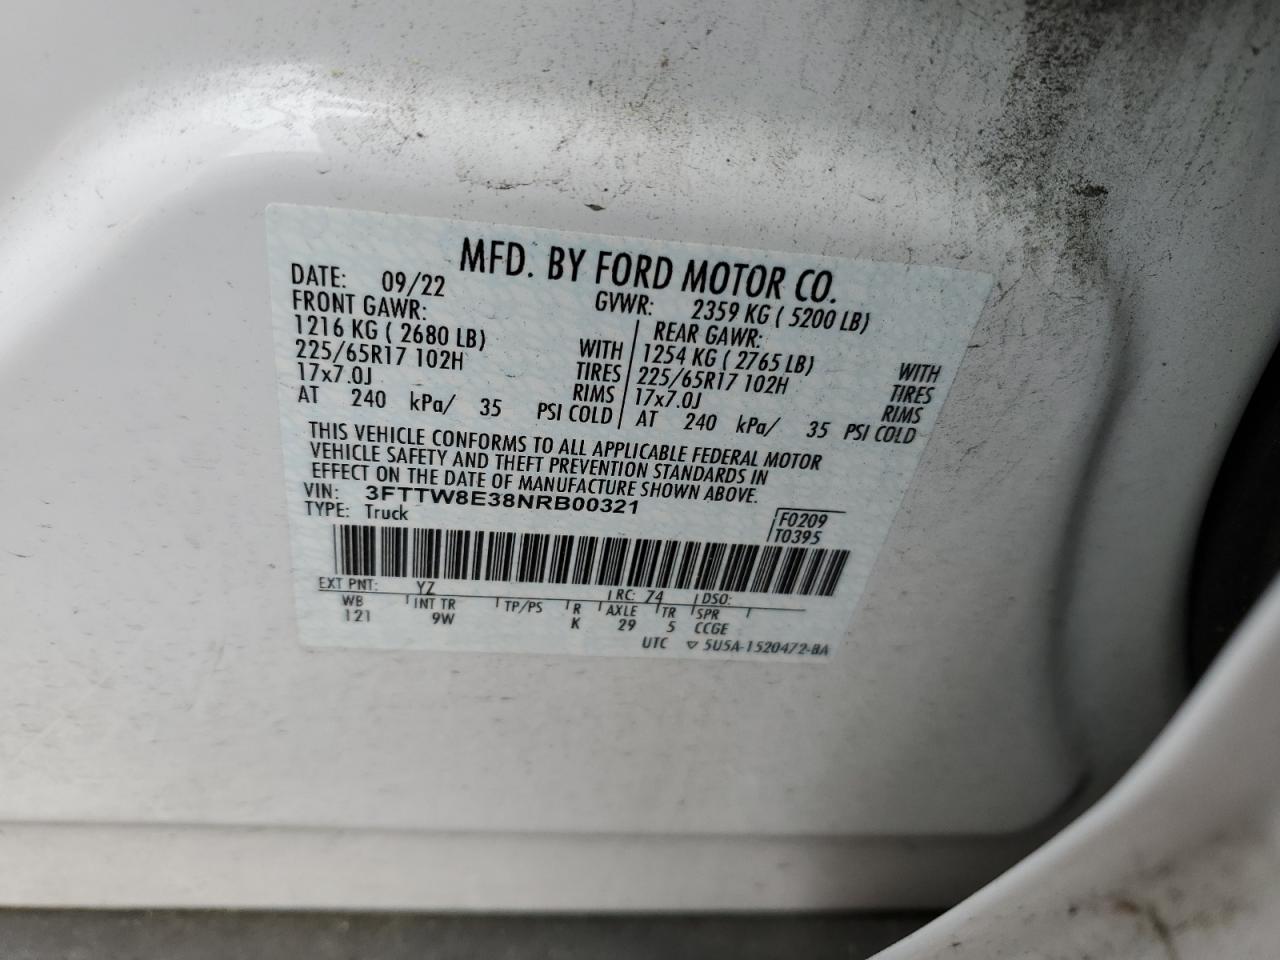 MFD. BY FORD MOTOR CO.
DATE: 09/22 GVWR: 2359 KG ( 5200 LB)
FRONT GAWR: REAR GAWR:
1216 KG ( 2680 LB) WITH 1254 KG ( 2765 LB) WITH
225/65R17 102H TIRES 225/65R17 102H TIRES
17x7.0J RIMS 17x7.0J RIMS
AT 240 kPa/ 35 PSI COLD AT 240 kPa/ 35 PSI COLD
THIS VEHICLE CONFORMS TO ALL APPLICABLE FEDERAL MOTOR
VEHICLE SAFETY AND THEFT PREVENTION STANDARDS IN
EFFECT ON THE DATE OF MANUFACTURE SHOWN ABOVE.
VIN: 3FTTW8E38NRB00321
TYPE: Truck F0209
T0395
EXT PNT: YZ RC: 74 DSO:
WB INT TR TP/PS R AXLE TR SPR
121 9W K 29 5 CCGE
UTC ▽ 5U5A-1520472-BA